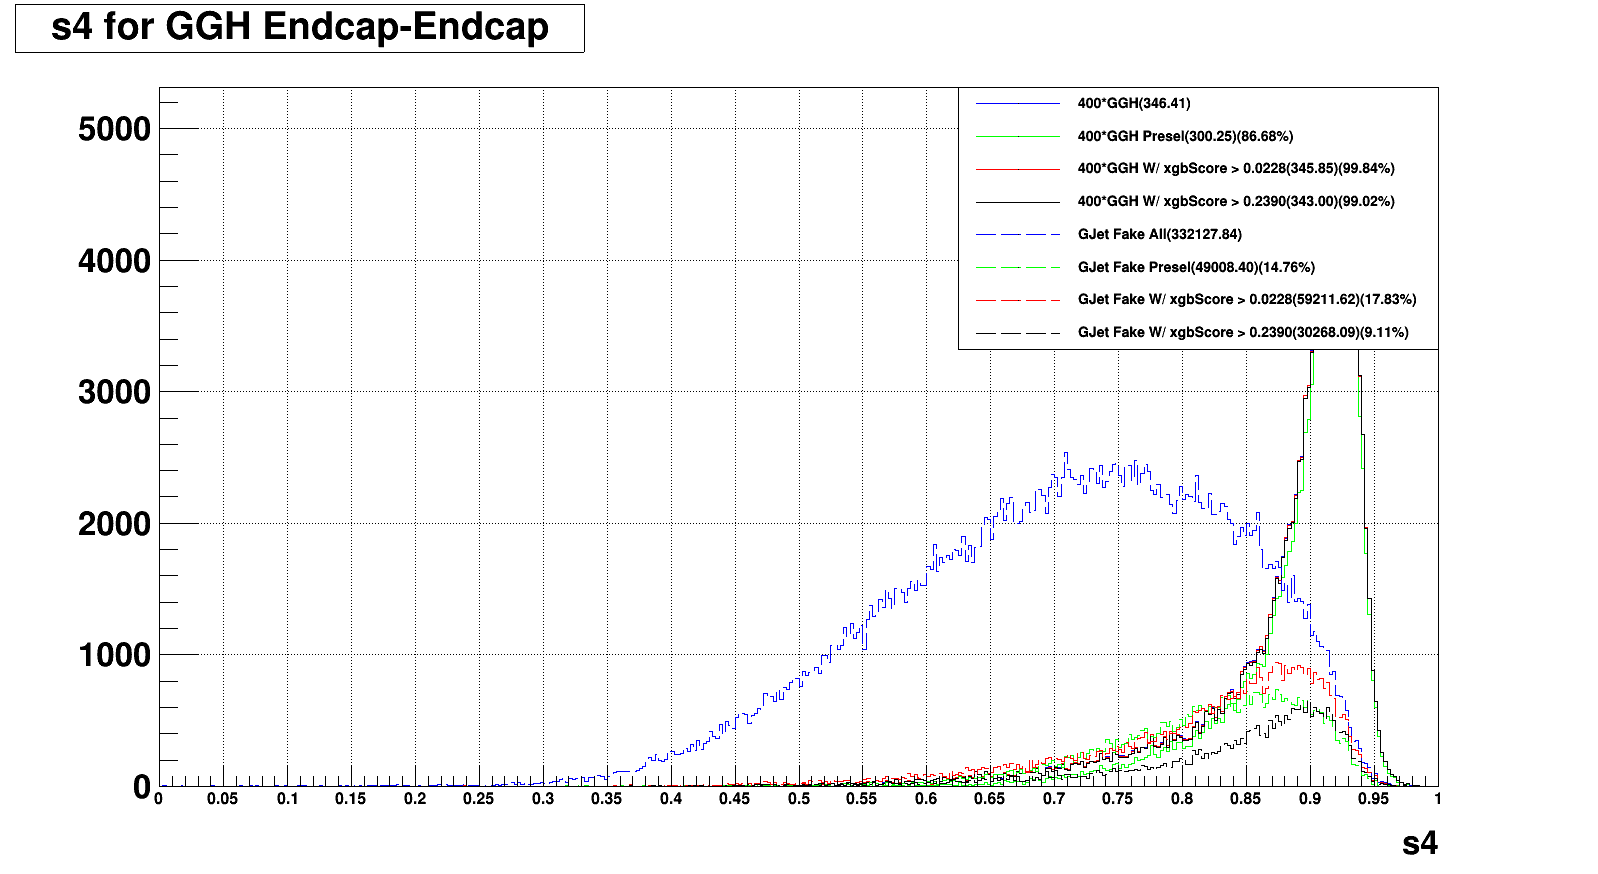 s4 for GGH Endcap-Endcap
400*GGH(346.41)
400*GGH Presel(300.25)(86.68%)
400*GGH W/ xgbScore > 0.0228(345.85)(99.84%)
400*GGH W/ xgbScore > 0.2390(343.00)(99.02%)
GJet Fake All(332127.84)
GJet Fake Presel(49008.40)(14.76%)
GJet Fake W/ xgbScore > 0.0228(59211.62)(17.83%)
GJet Fake W/ xgbScore > 0.2390(30268.09)(9.11%)
5000
4000
3000
2000
1000
0
0 0.05 0.1 0.15 0.2 0.25 0.3 0.35 0.4 0.45 0.5 0.55 0.6 0.65 0.7 0.75 0.8 0.85 0.9 0.95 1
s4